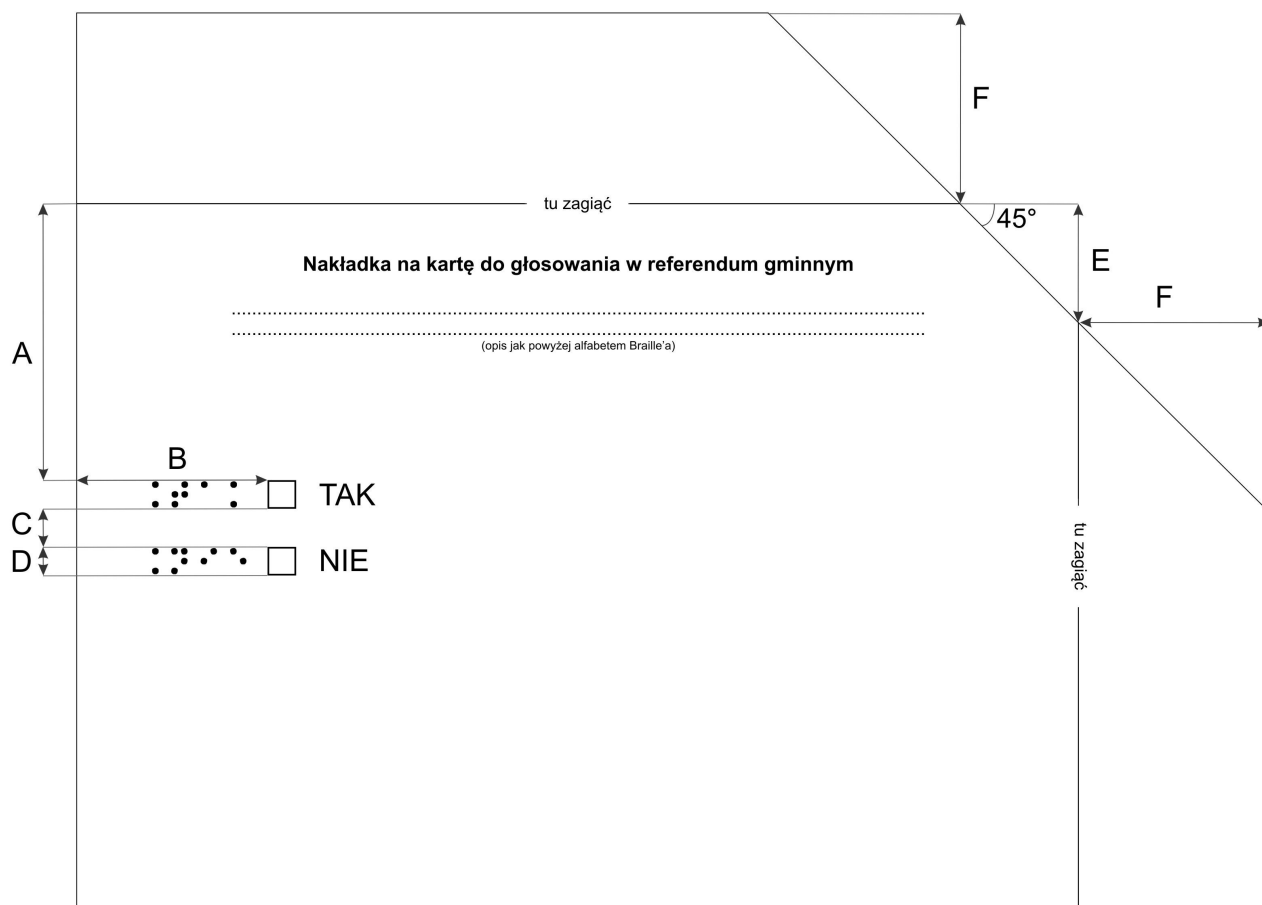 F
tu zagiąć
45°
Nakładka na kartę do głosowania w referendum gminnym
E
F
(opis jak powyżej alfabetem Braille’a)
A
B
⠅⠞⠁⠅ TAK
C
D
⠅⠝⠊⠑ NIE
tu zagiąć